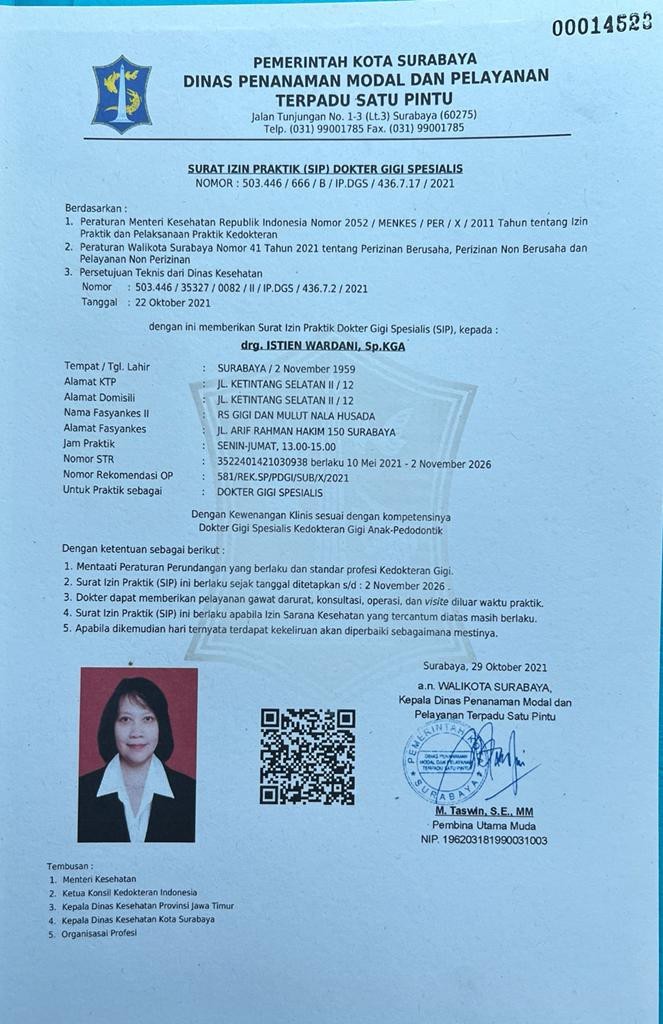 00014523
PEMERINTAH KOTA SURABAYA
DINAS PENANAMAN MODAL DAN PELAYANAN
TERPADU SATU PINTU
Jalan Tunjungan No. 1-3 (Lt.3) Surabaya (60275)
Telp. (031) 99001785 Fax. (031) 99001785
SURAT IZIN PRAKTIK (SIP) DOKTER GIGI SPESIALIS
NOMOR : 503.446 / 666 / B / IP.DGS / 436.7.17 / 2021
Berdasarkan :
1. Peraturan Menteri Kesehatan Republik Indonesia Nomor 2052 / MENKES / PER / X / 2011 Tahun tentang Izin
Praktik dan Pelaksanaan Praktik Kedokteran
2. Peraturan Walikota Surabaya Nomor 41 Tahun 2021 tentang Perizinan Berusaha, Perizinan Non Berusaha dan
Pelayanan Non Perizinan
3. Persetujuan Teknis dari Dinas Kesehatan
Nomor : 503.446 / 35327 / 0082 / II / IP.DGS / 436.7.2 / 2021
Tanggal : 22 Oktober 2021
dengan ini memberikan Surat Izin Praktik Dokter Gigi Spesialis (SIP), kepada :
drg. ISTIEN WARDANI, Sp.KGA
Tempat / Tgl. Lahir : SURABAYA / 2 November 1959
Alamat KTP : JL. KETINTANG SELATAN II / 12
Alamat Domisili : JL. KETINTANG SELATAN II / 12
Nama Fasyankes II : RS GIGI DAN MULUT NALA HUSADA
Alamat Fasyankes : JL. ARIF RAHMAN HAKIM 150 SURABAYA
Jam Praktik : SENIN-JUMAT, 13.00-15.00
Nomor STR : 3522401421030938 berlaku 10 Mei 2021 - 2 November 2026
Nomor Rekomendasi OP : 581/REK.SP/PDGI/SUB/X/2021
Untuk Praktik sebagai : DOKTER GIGI SPESIALIS
Dengan Kewenangan Klinis sesuai dengan kompetensinya
Dokter Gigi Spesialis Kedokteran Gigi Anak-Pedodontik
Dengan ketentuan sebagai berikut :
1. Mentaati Peraturan Perundangan yang berlaku dan standar profesi Kedokteran Gigi.
2. Surat Izin Praktik (SIP) ini berlaku sejak tanggal ditetapkan s/d : 2 November 2026 .
3. Dokter dapat memberikan pelayanan gawat darurat, konsultasi, operasi, dan visite diluar waktu praktik.
4. Surat Izin Praktik (SIP) ini berlaku apabila Izin Sarana Kesehatan yang tercantum diatas masih berlaku.
5. Apabila dikemudian hari ternyata terdapat kekeliruan akan diperbaiki sebagaimana mestinya.
Surabaya, 29 Oktober 2021
a.n. WALIKOTA SURABAYA,
Kepala Dinas Penanaman Modal dan
Pelayanan Terpadu Satu Pintu
PEMERINTAH KOTA
DINAS PENANAMAN
MODAL DAN PELAYANAN
TERPADU SATU PINTU
SURABAYA
M. Taswin, S.E., MM
Pembina Utama Muda
NIP. 196203181990031003
Tembusan :
1. Menteri Kesehatan
2. Ketua Konsil Kedokteran Indonesia
3. Kepala Dinas Kesehatan Provinsi Jawa Timur
4. Kepala Dinas Kesehatan Kota Surabaya
5. Organisasai Profesi